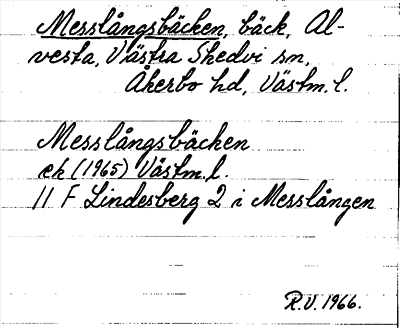 Messlångsbäcken, bäck, Al-
vesta, Västra Skedvi sn,
Åkerbo hd, Västm. l.
Messlångsbäcken
ek (1965) Västm. l.
11 F Lindesberg 2 i Messlången
R.V. 1966.